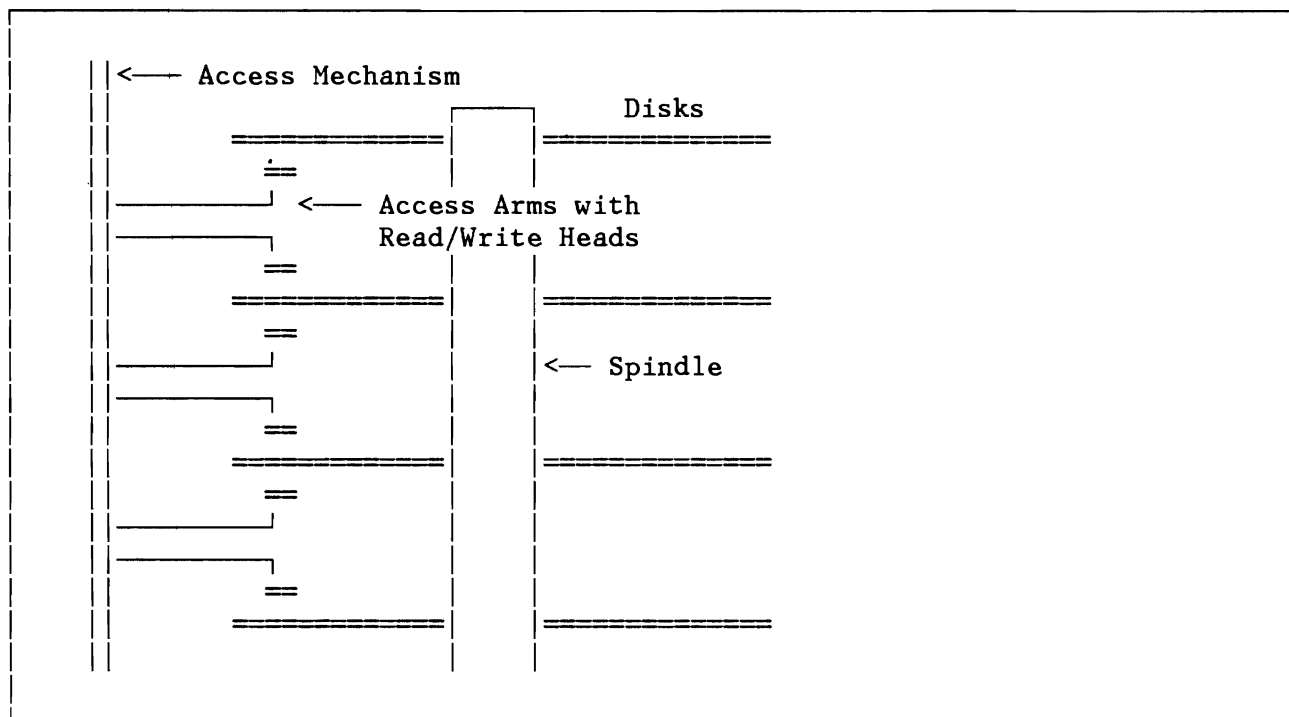 Access Mechanism
Disks
Access Arms with
Read/Write Heads
Spindle